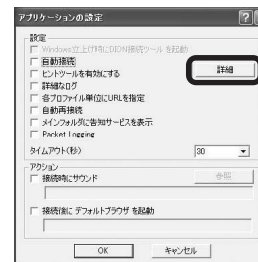 アプリケーションの設定
設定
Windows立上げ時にDIDN接続ツール を起動
自動接続
ヒントツールを有効にする
詳細
詳細なログ
各プロファイル単位にURLを指定
自動再接続
メインフォルダに告知サービスを表示
Packet Logging
タイムアウト(秒)
30
アクション
接続時にサウンド
参照
接続後に デフォルトブラウザ を起動
OK
キャンセル